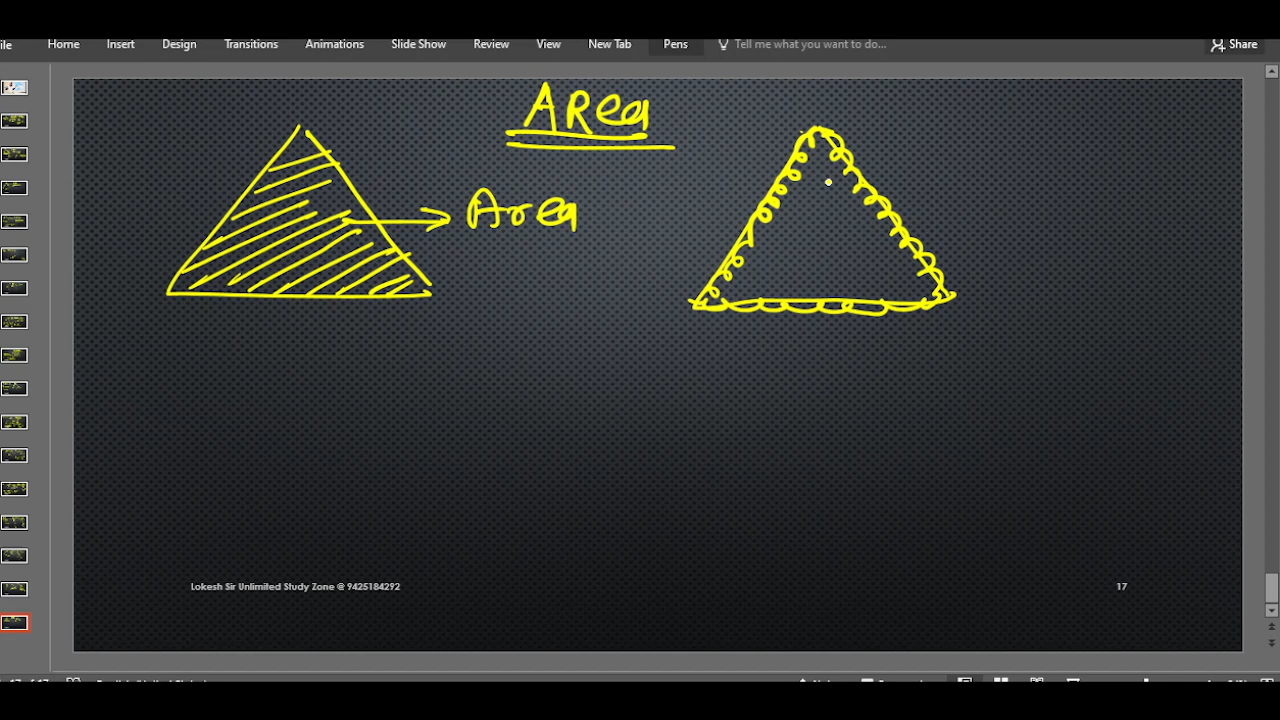 File Home Insert Design Transitions Animations Slide Show Review View New Tab Pens Tell me what you want to do... Share
ARea
Area
Lokesh Sir Unlimited Study Zone @ 9425184292
17